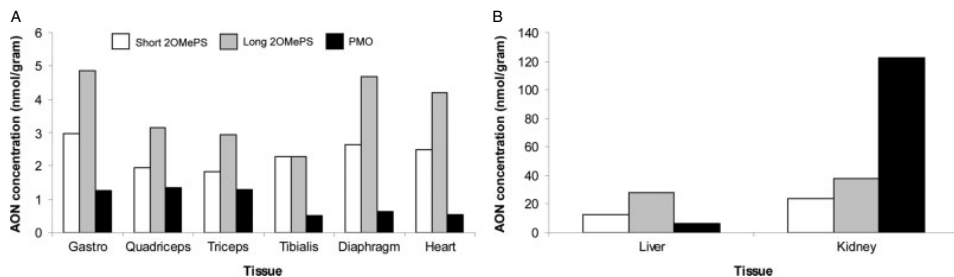 A
AON concentration (nmol/gram)
6
5
4
3
2
1
0
Short 2OMePS Long 2OMePS PMO
Gastro Quadriceps Triceps Tibialis Diaphragm Heart
Tissue
B
AON concentration (nmol/gram)
140
120
100
80
60
40
20
0
Liver Kidney
Tissue